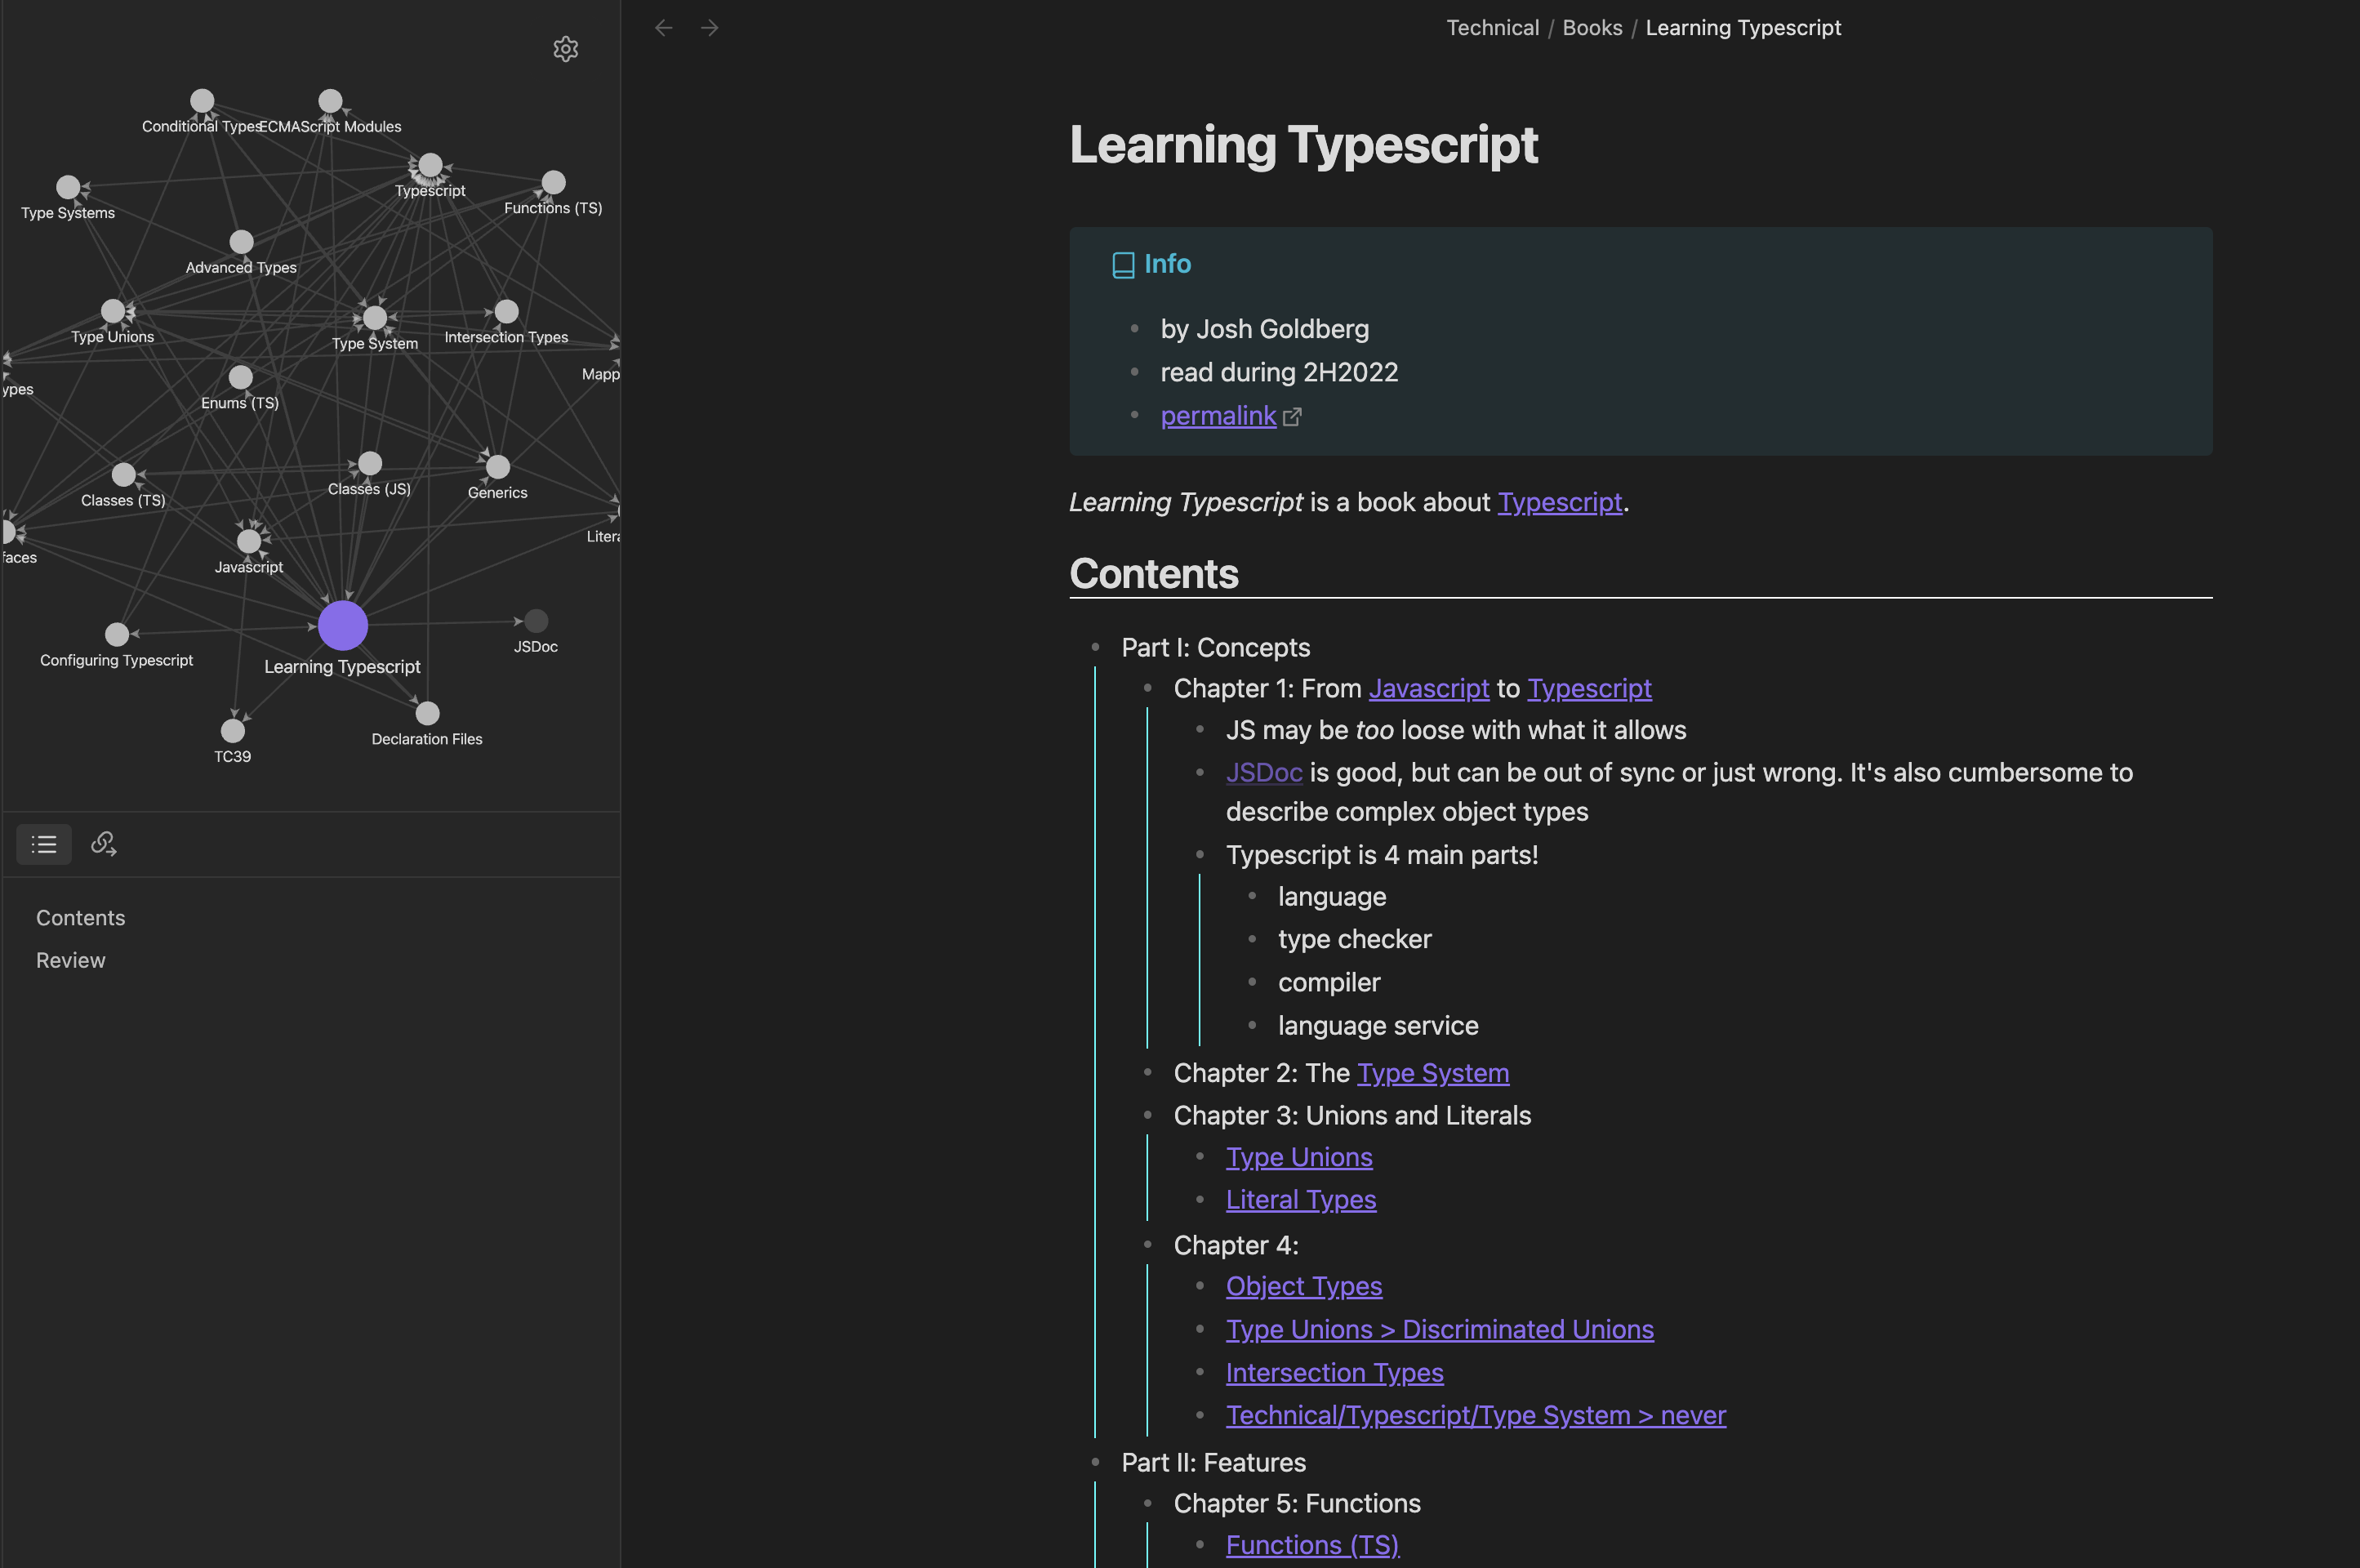 Conditional Types
ECMAScript Modules
Typescript
Functions (TS)
Type Systems
Advanced Types
Type Unions
Type System
Intersection Types
Mapp
ypes
Enums (TS)
Classes (TS)
Classes (JS)
Generics
Litera
faces
Javascript
Configuring Typescript
Learning Typescript
JSDoc
TC39
Declaration Files
Contents
Review
Technical / Books / Learning Typescript
Learning Typescript
Info
by Josh Goldberg
read during 2H2022
permalink
Learning Typescript is a book about Typescript.
Contents
Part I: Concepts
Chapter 1: From Javascript to Typescript
JS may be too loose with what it allows
JSDoc is good, but can be out of sync or just wrong. It's also cumbersome to
describe complex object types
Typescript is 4 main parts!
language
type checker
compiler
language service
Chapter 2: The Type System
Chapter 3: Unions and Literals
Type Unions
Literal Types
Chapter 4:
Object Types
Type Unions > Discriminated Unions
Intersection Types
Technical/Typescript/Type System > never
Part II: Features
Chapter 5: Functions
Functions (TS)